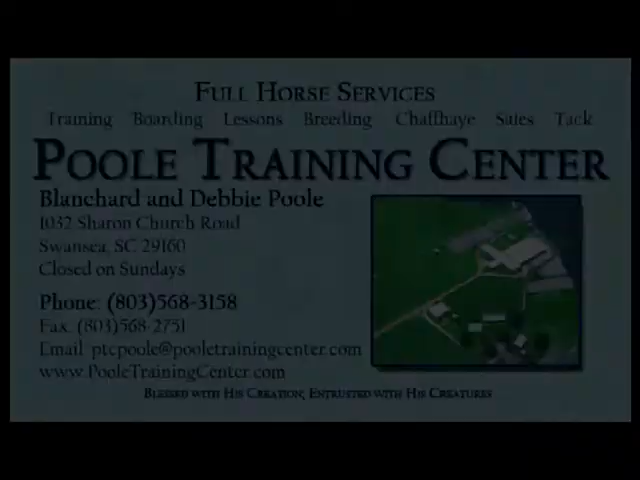 Full Horse Services
Training Boarding Lessons Breeding Chaffhaye Sales Tack
Poole Training Center
Blanchard and Debbie Poole
1032 Sharon Church Road
Swansea, SC 29160
Closed on Sundays
Phone: (803)568-3158
Fax: (803)568-2751
Email: ptcpoole@pooletrainingcenter.com
www.PooleTrainingCenter.com
Blessed with His Creation, Entrusted with His Creatures